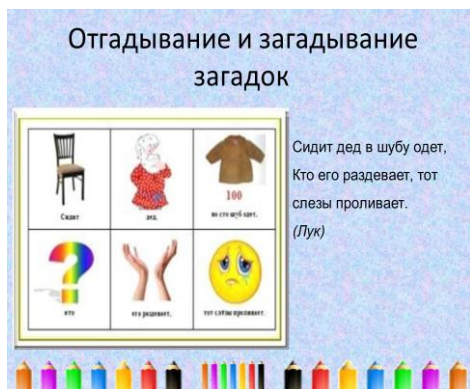 Отгадывание и загадывание
загадок
Сидит дед в шубу одет,
Кто его раздевает, тот
слезы проливает.
(Лук)
100
Сидит
дед,
во сто шуб одет.
кто
его раздевает,
тот слёзы проливает.